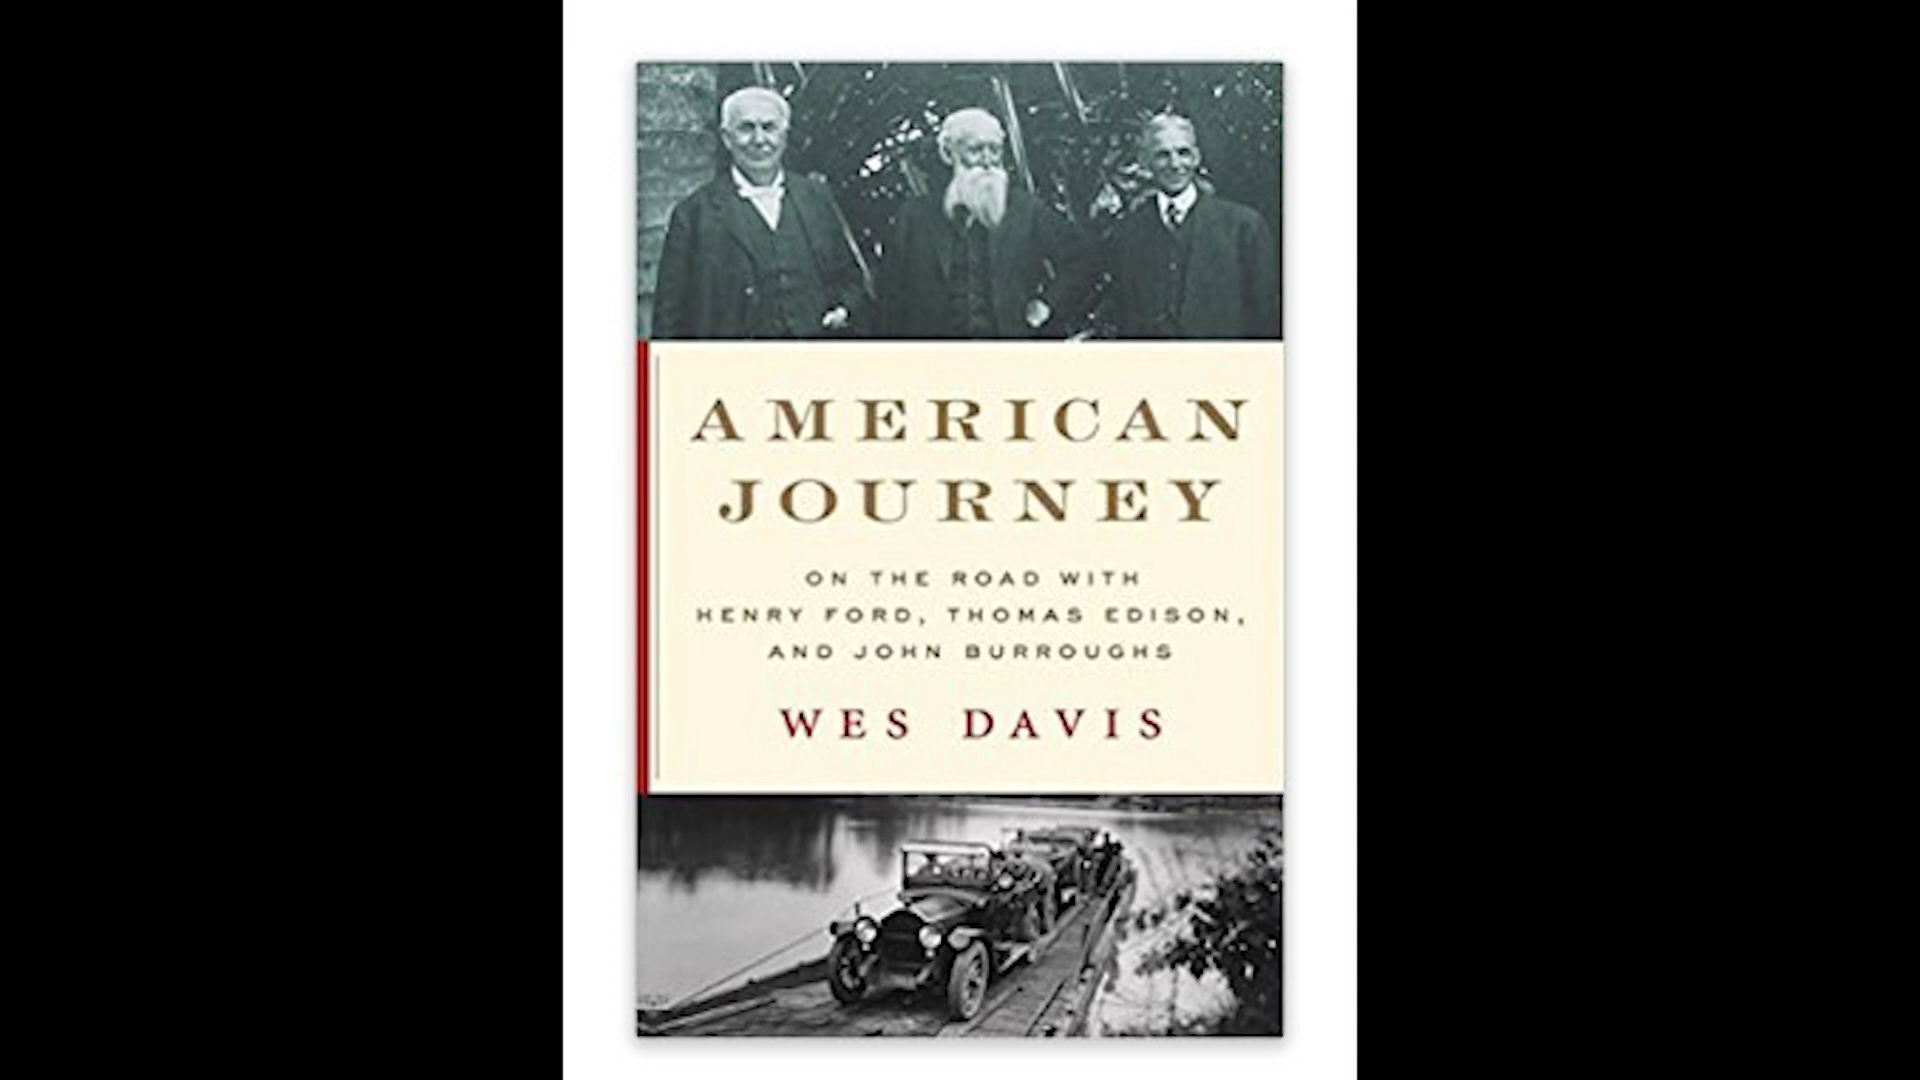 AMERICAN
JOURNEY
ON THE ROAD WITH
HENRY FORD, THOMAS EDISON,
AND JOHN BURROUGHS
WES DAVIS